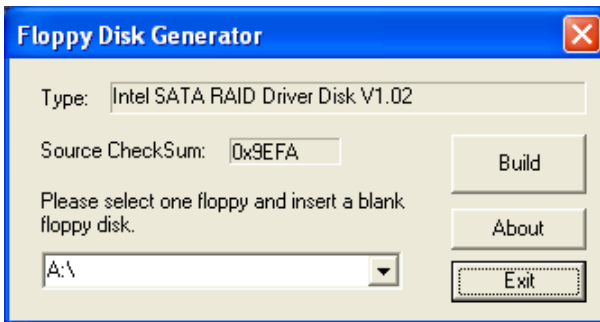 Floppy Disk Generator
Type: Intel SATA RAID Driver Disk V1.02
Source CheckSum: 0x9EFA
Build
Please select one floppy and insert a blank
floppy disk.
About
A:\
Exit